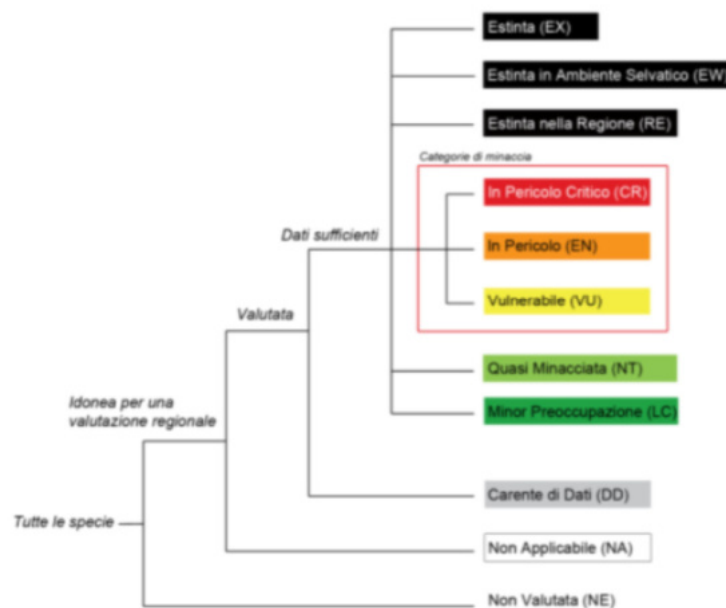 Estinta (EX)
Estinta in Ambiente Selvatico (EW)
Estinta nella Regione (RE)
Categorie di minaccia
In Pericolo Critico (CR)
Dati sufficienti
In Pericolo (EN)
Vulnerabile (VU)
Valutata
Quasi Minacciata (NT)
Idonea per una
valutazione regionale
Minor Preoccupazione (LC)
Carente di Dati (DD)
Tutte le specie
Non Applicabile (NA)
Non Valutata (NE)